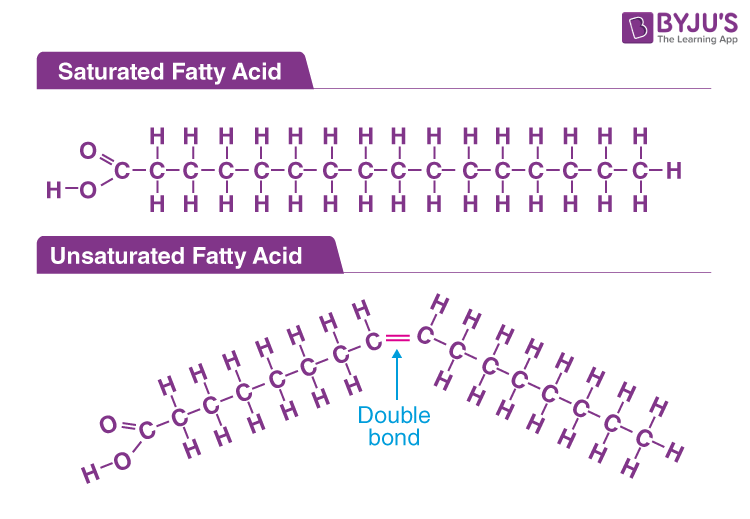 BYJU'S
The Learning App
Saturated Fatty Acid
H H H H H H H H H H H H H H H
O
C C C C C C C C C C C C C C C C H
H O
H H H H H H H H H H H H H H H
Unsaturated Fatty Acid
H H H H H H H
H H H H H H H H
C C C C C C C C
C C C C C C C C H
H H H H H H
H H H H H H H
O
H O
Double
bond